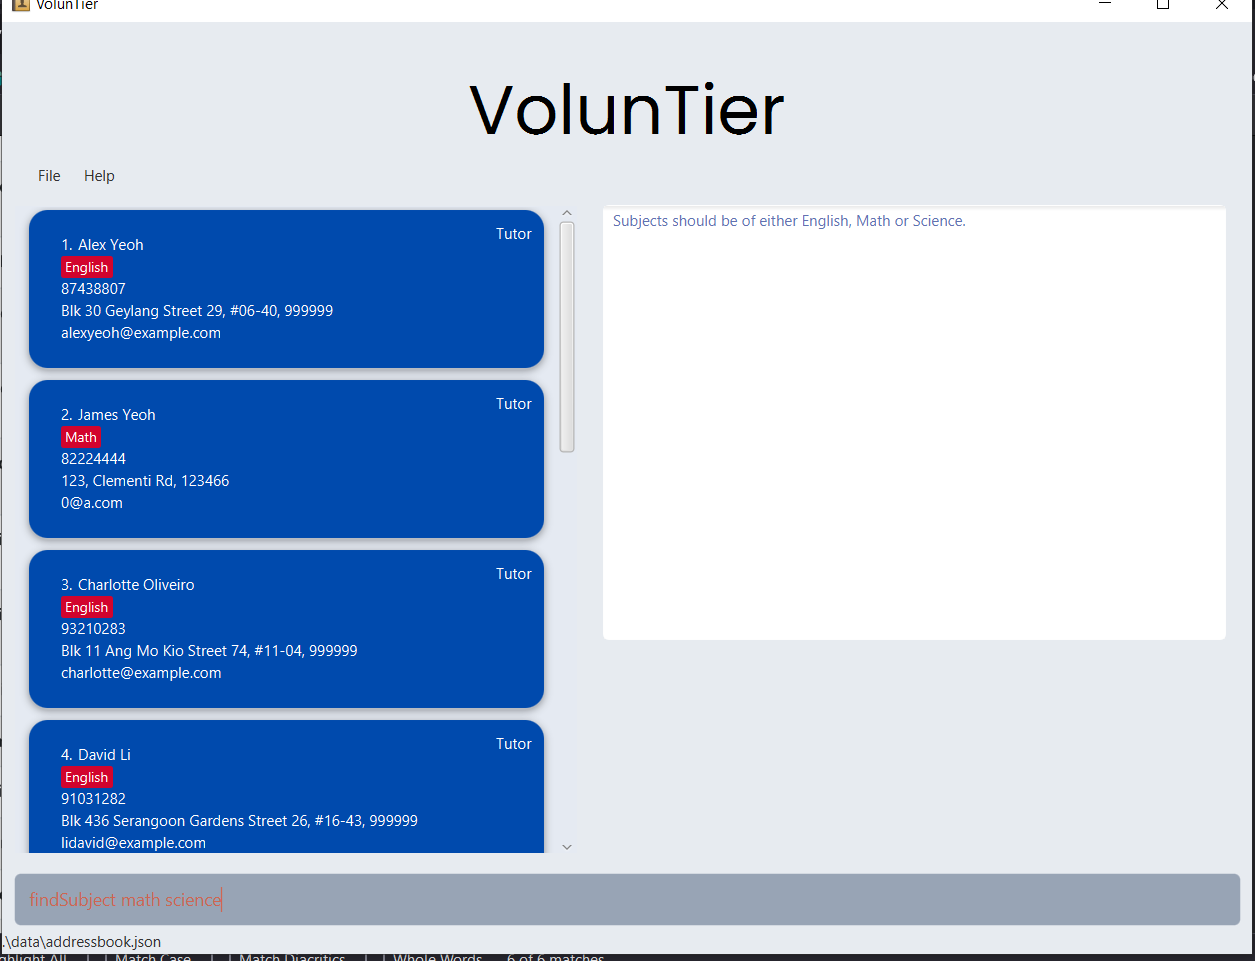 VolunTier
VolunTier
File Help
1. Alex Yeoh
Tutor
English
87438807
Blk 30 Geylang Street 29, #06-40, 999999
alexyeoh@example.com
2. James Yeoh
Tutor
Math
82224444
123, Clementi Rd, 123466
0@a.com
3. Charlotte Oliveiro
Tutor
English
93210283
Blk 11 Ang Mo Kio Street 74, #11-04, 999999
charlotte@example.com
4. David Li
Tutor
English
91031282
Blk 436 Serangoon Gardens Street 26, #16-43, 999999
lidavid@example.com
Subjects should be of either English, Math or Science.
findSubject math science
.\data\addressbook.json
ghlight All Match Case Match Diacritics Whole Words 6 of 6 matches